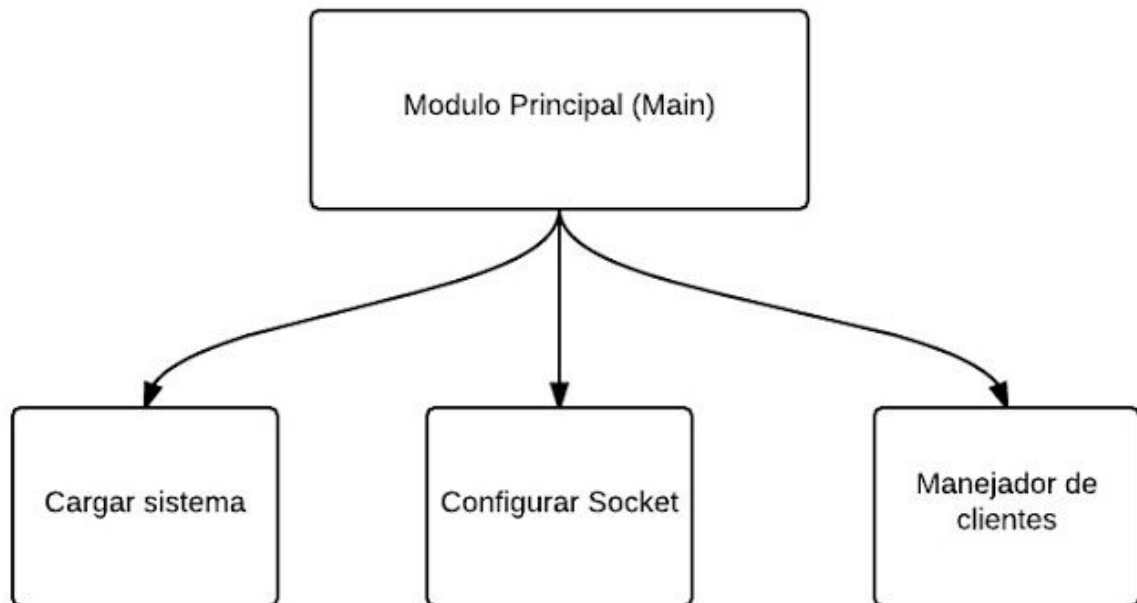 Modulo Principal (Main)
Cargar sistema
Configurar Socket
Manejador de
clientes